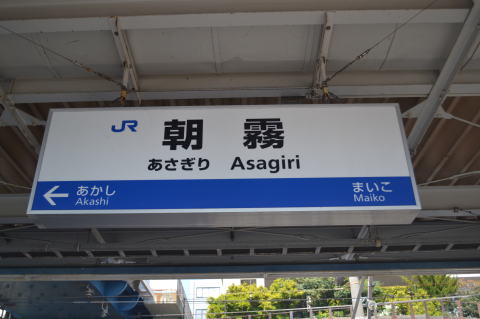 JR 朝霧
あさぎり Asagiri
← あかし まいこ
Akashi Maiko